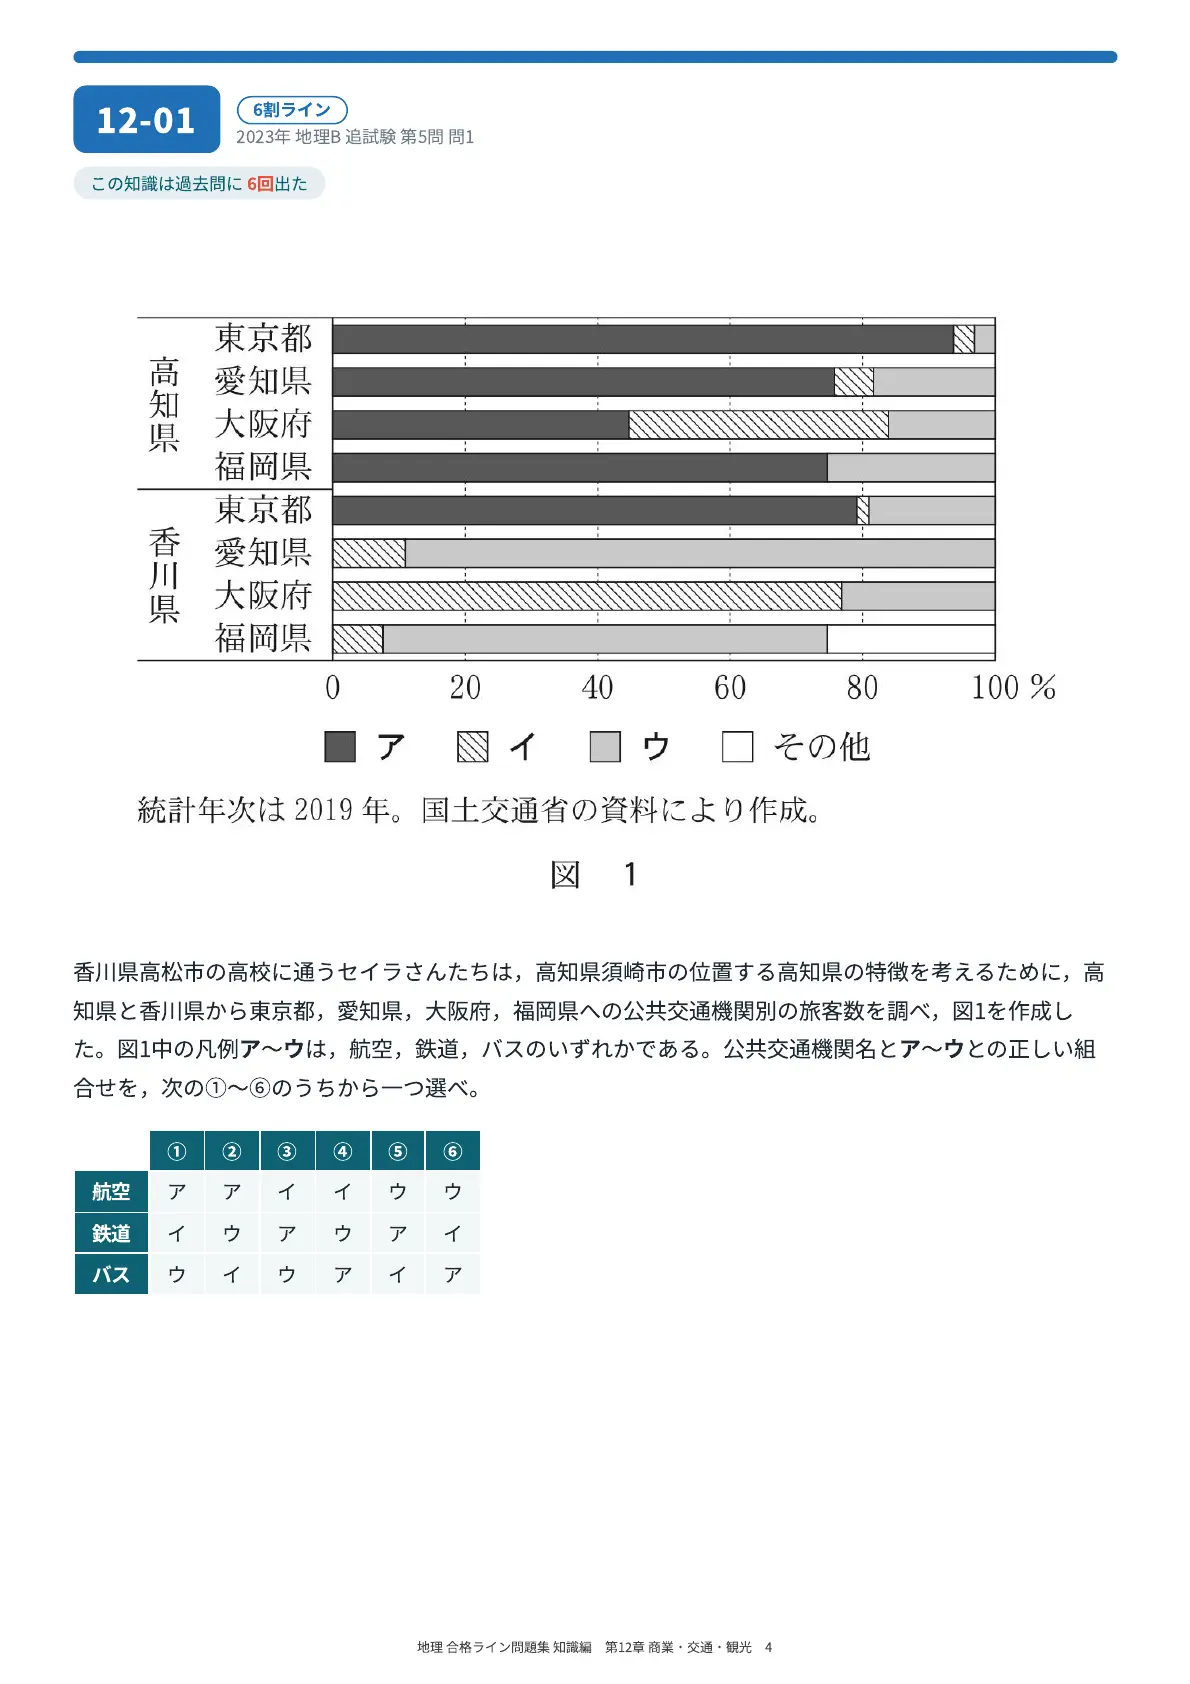 12-01
6割ライン
2023年 地理B 追試験 第5問 問1
この知識は過去問に 6回出た
高知県
東京都
愛知県
大阪府
福岡県
香川県
東京都
愛知県
大阪府
福岡県
0 20 40 60 80 100 %
ア イ ウ その他
統計年次は 2019 年。国土交通省の資料により作成。
図 1
香川県高松市の高校に通うセイラさんたちは，高知県須崎市の位置する高知県の特徴を考えるために，高
知県と香川県から東京都，愛知県，大阪府，福岡県への公共交通機関別の旅客数を調べ，図1を作成し
た。図1中の凡例ア～ウは，航空，鉄道，バスのいずれかである。公共交通機関名とア～ウとの正しい組
合せを，次の①～⑥のうちから一つ選べ。
① ② ③ ④ ⑤ ⑥
航空 ア ア イ イ ウ ウ
鉄道 イ ウ ア ウ ア イ
バス ウ イ ウ ア イ ア
地理 合格ライン問題集 知識編 第12章 商業・交通・観光 4